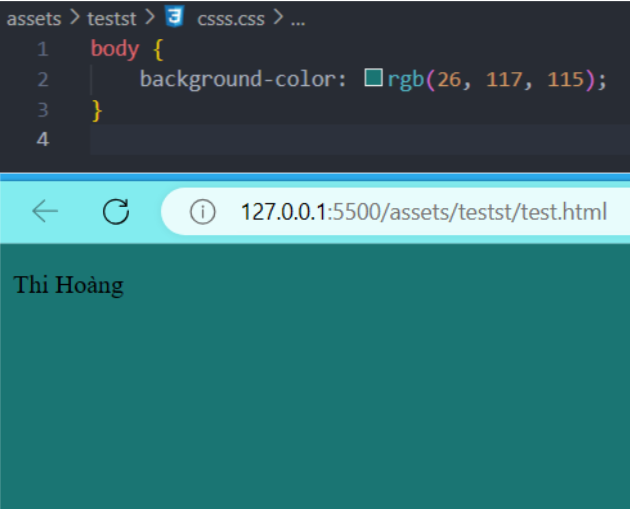 assets > testst > csss.css > ...
1 body {
2 background-color: rgb(26, 117, 115);
3 }
4
127.0.0.1:5500/assets/testst/test.html
Thi Hoàng